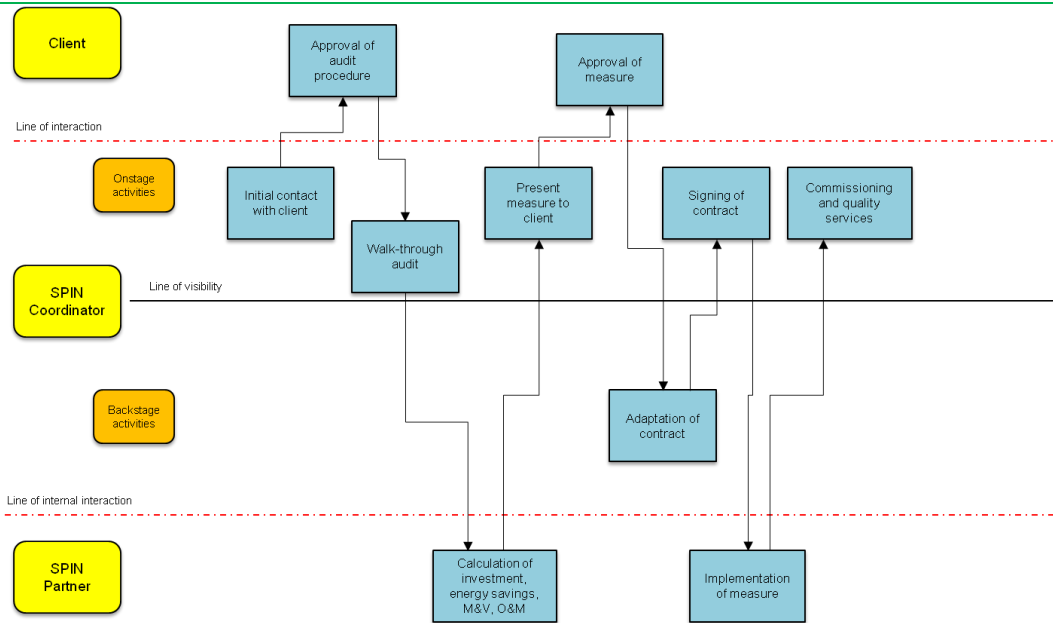 Client
Approval of
audit
procedure
Approval of
measure
Line of interaction
Onstage
activities
Initial contact
with client
Present
measure to
client
Signing of
contract
Commissioning
and quality
services
Walk-through
audit
SPIN
Coordinator
Line of visibility
Backstage
activities
Adaptation of
contract
Line of internal interaction
SPIN
Partner
Calculation of
investment,
energy savings,
M&V, O&M
Implementation
of measure